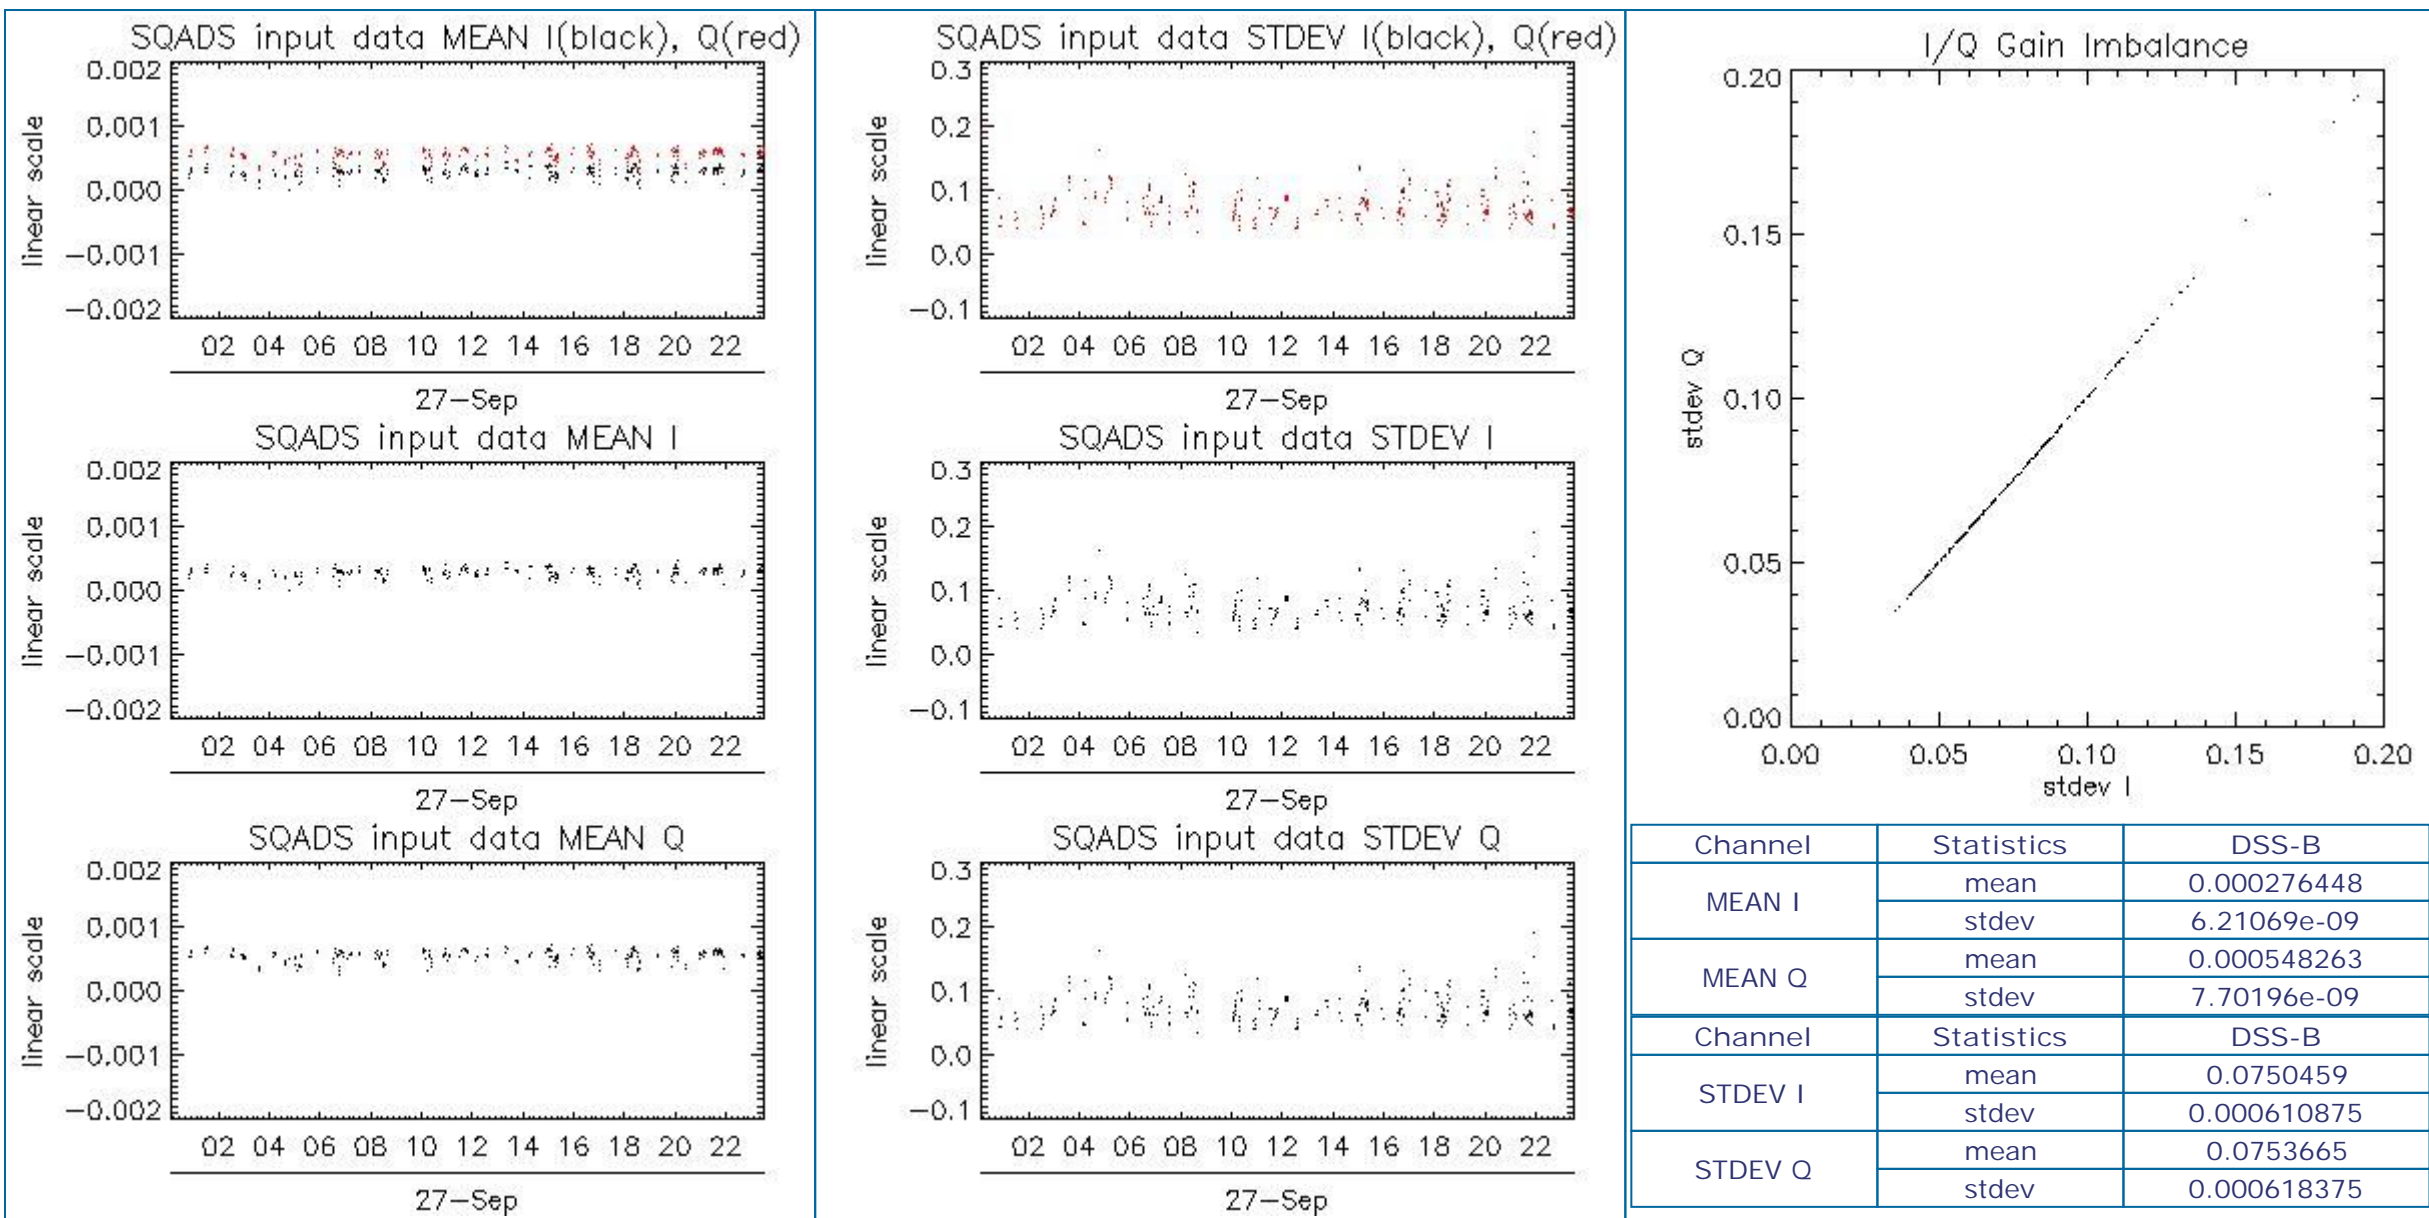 SQADS input data MEAN I(black), Q(red)
0.002
0.001
0.000
−0.001
−0.002
linear scale
02 04 06 08 10 12 14 16 18 20 22
27−Sep
SQADS input data MEAN I
0.002
0.001
0.000
−0.001
−0.002
linear scale
02 04 06 08 10 12 14 16 18 20 22
27−Sep
SQADS input data MEAN Q
0.002
0.001
0.000
−0.001
−0.002
linear scale
02 04 06 08 10 12 14 16 18 20 22
27−Sep
SQADS input data STDEV I(black), Q(red)
0.3
0.2
0.1
0.0
−0.1
linear scale
02 04 06 08 10 12 14 16 18 20 22
27−Sep
SQADS input data STDEV I
0.3
0.2
0.1
0.0
−0.1
linear scale
02 04 06 08 10 12 14 16 18 20 22
27−Sep
SQADS input data STDEV Q
0.3
0.2
0.1
0.0
−0.1
linear scale
02 04 06 08 10 12 14 16 18 20 22
27−Sep
I/Q Gain Imbalance
0.20
0.15
0.10
0.05
0.00
stdev Q
0.00 0.05 0.10 0.15 0.20
stdev I
Channel Statistics DSS-B
MEAN I mean 0.000276448
stdev 6.21069e-09
MEAN Q mean 0.000548263
stdev 7.70196e-09
Channel Statistics DSS-B
STDEV I mean 0.0750459
stdev 0.000610875
STDEV Q mean 0.0753665
stdev 0.000618375